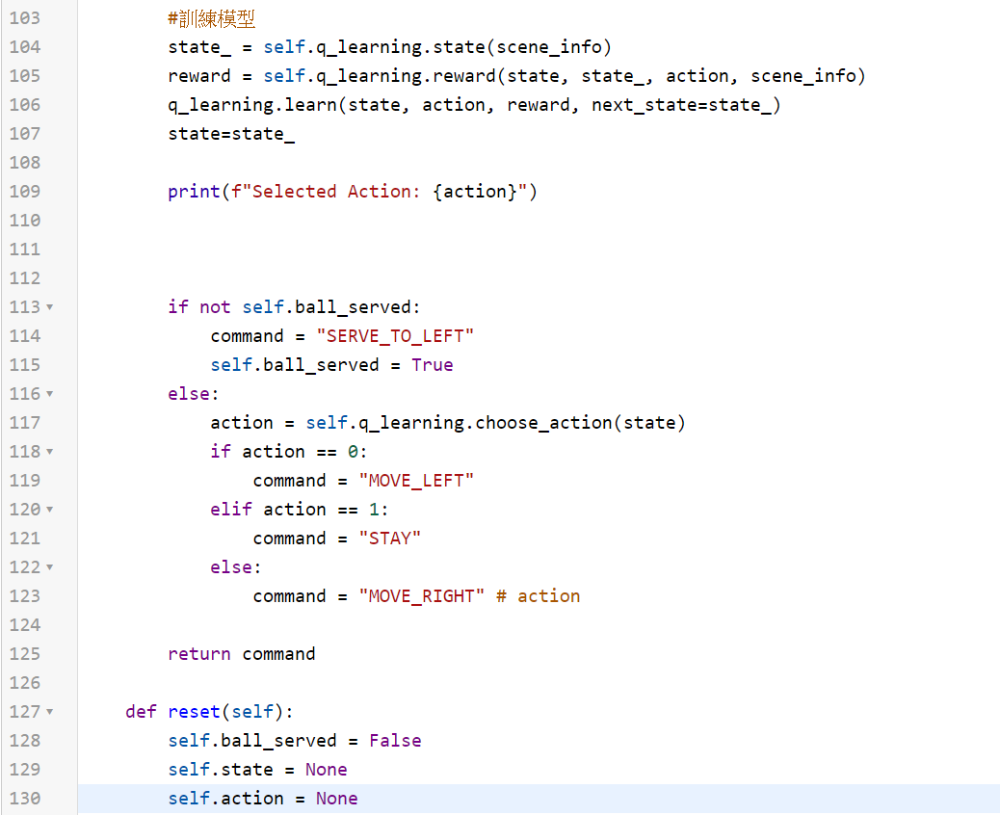 103 #訓練模型
104 state_ = self.q_learning.state(scene_info)
105 reward = self.q_learning.reward(state, state_, action, scene_info)
106 q_learning.learn(state, action, reward, next_state=state_)
107 state=state_
108
109 print(f"Selected Action: {action}")
110
111
112
113 if not self.ball_served:
114 command = "SERVE_TO_LEFT"
115 self.ball_served = True
116 else:
117 action = self.q_learning.choose_action(state)
118 if action == 0:
119 command = "MOVE_LEFT"
120 elif action == 1:
121 command = "STAY"
122 else:
123 command = "MOVE_RIGHT" # action
124
125 return command
126
127 def reset(self):
128 self.ball_served = False
129 self.state = None
130 self.action = None